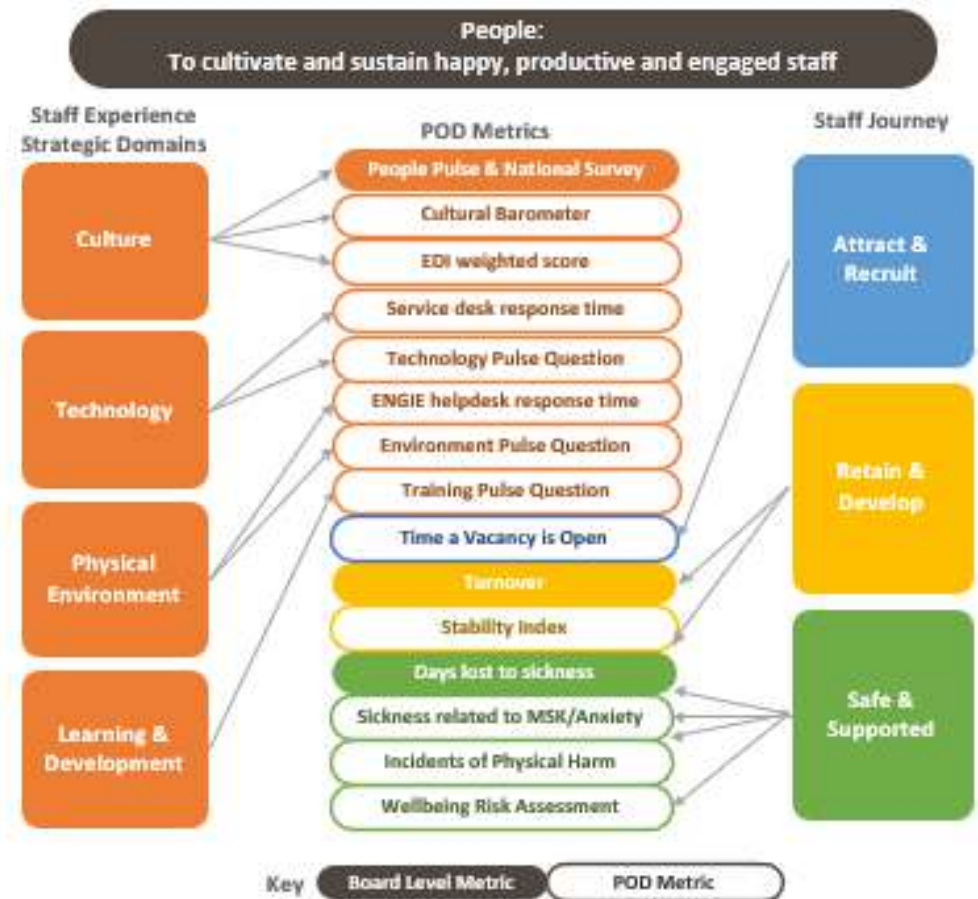 People:
To cultivate and sustain happy, productive and engaged staff
Staff Experience
Strategic Domains
POD Metrics
Staff Journey
Culture
Technology
Physical
Environment
Learning &
Development
People Pulse & National Survey
Cultural Barometer
EDI weighted score
Service desk response time
Technology Pulse Question
ENGIE helpdesk response time
Environment Pulse Question
Training Pulse Question
Time a Vacancy is Open
Turnover
Stability Index
Days lost to sickness
Sickness related to MSK/Anxiety
Incidents of Physical Harm
Wellbeing Risk Assessment
Attract &
Recruit
Retain &
Develop
Safe &
Supported
Key
Board Level Metric
POD Metric